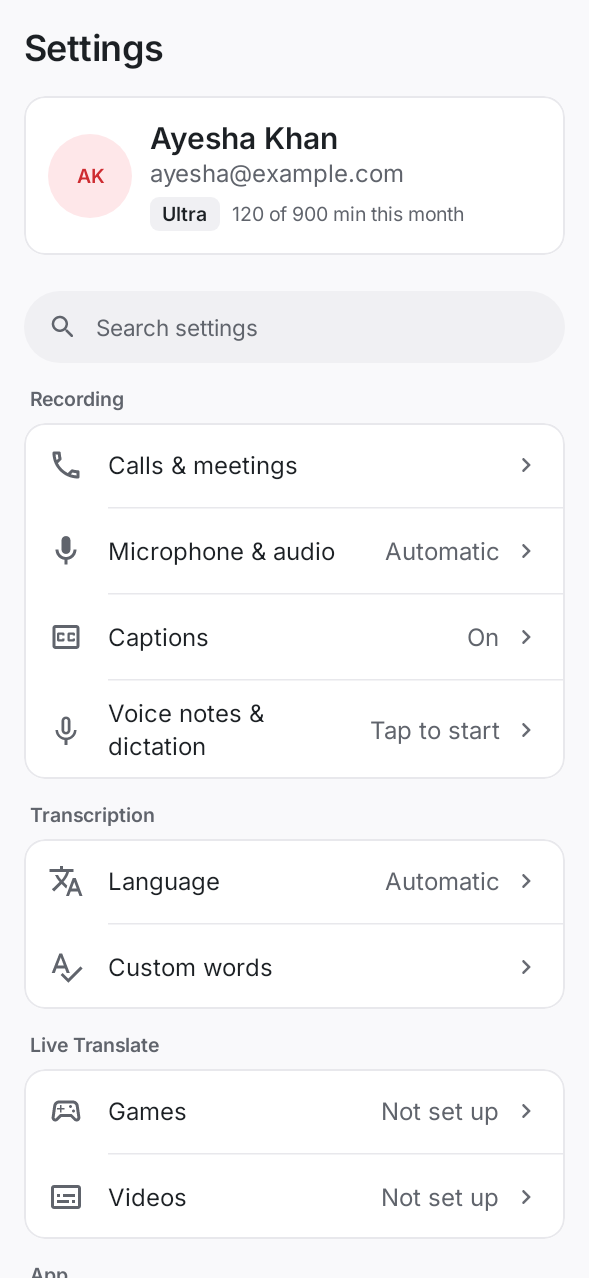 Settings
AK
Ayesha Khan
ayesha@example.com
Ultra 120 of 900 min this month
Search settings
Recording
Calls & meetings
Microphone & audio Automatic
CC
Captions On
Voice notes &
dictation
Tap to start
Transcription
Language Automatic
Custom words
Live Translate
Games Not set up
Videos Not set up
App